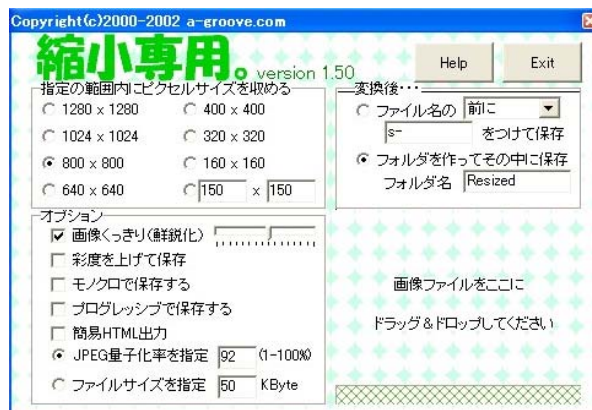 Copyright(c)2000-2002 a-groove.com
縮小専用。version 1.50
Help
Exit
指定の範囲内にピクセルサイズを収める
1280 x 1280
400 x 400
1024 x 1024
320 x 320
800 x 800
160 x 160
640 x 640
150 x 150
変換後・・・
ファイル名の 前に
s-
をつけて保存
フォルダを作ってその中に保存
フォルダ名 Resized
オプション
画像くっきり(鮮鋭化)
彩度を上げて保存
モノクロで保存する
プログレッシブで保存する
簡易HTML出力
JPEG量子化率を指定 92 (1-100%)
ファイルサイズを指定 50 KByte
画像ファイルをここに
ドラッグ&ドロップしてください